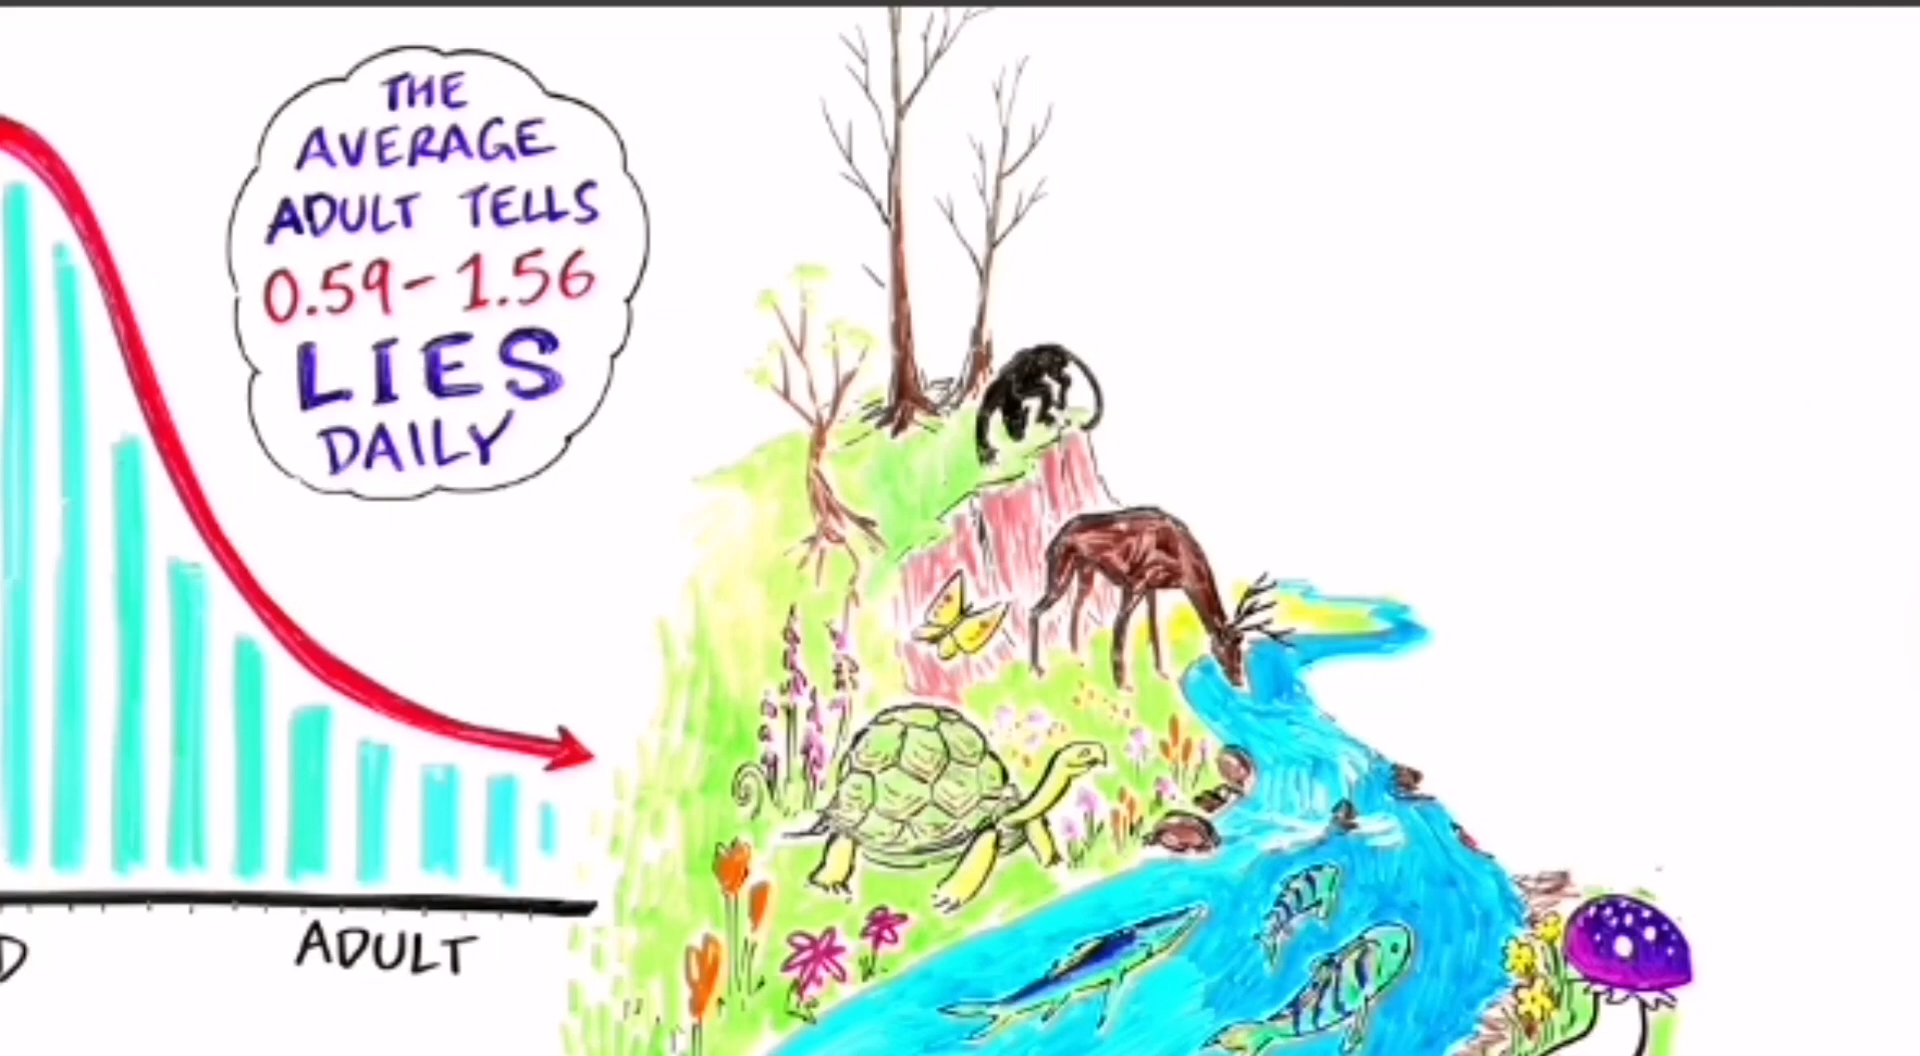 THE
AVERAGE
ADULT TELLS
0.59-1.56
LIES
DAILY
D
ADULT